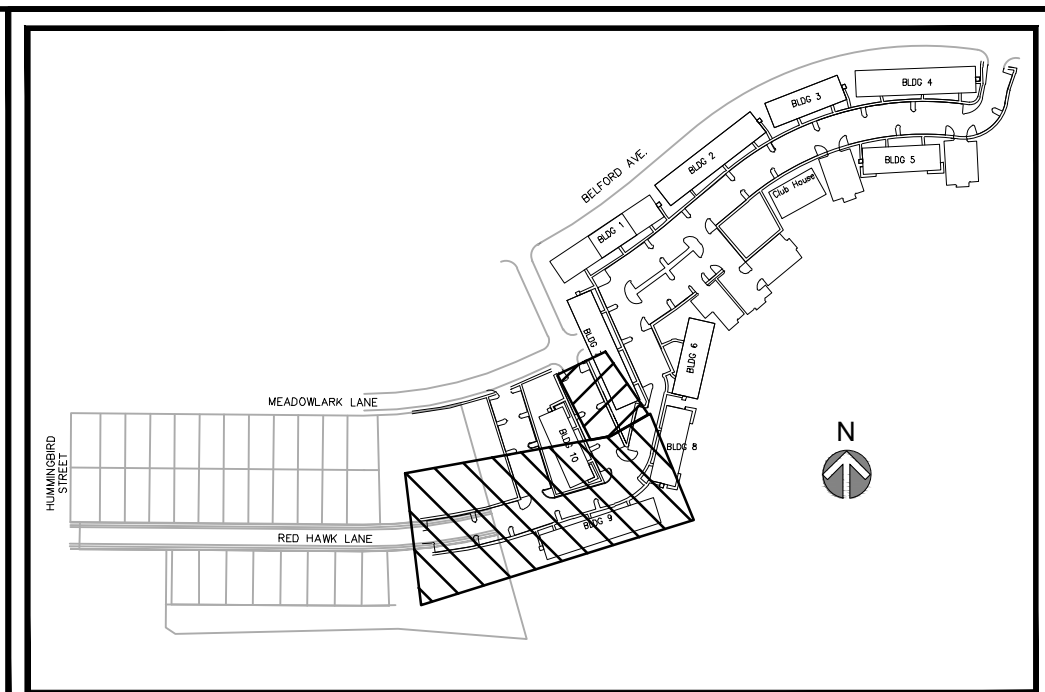 BLDG 4
BLDG 3
BLDG 2
BLDG 5
BELFORD AVE.
Club House
BLDG 1
BLDG
BLDG 6
MEADOWLARK LANE
N
BLDG 10
BLDG 8
HUMMINGBIRD
STREET
BLDG 9
RED HAWK LANE